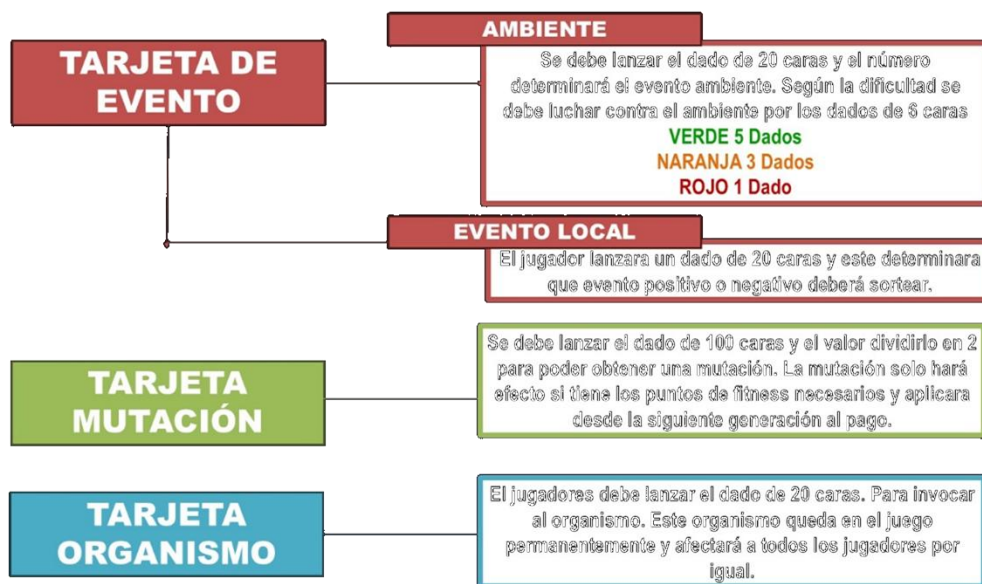 TARJETA DE
EVENTO
AMBIENTE
Se debe lanzar el dado de 20 caras y el número
determinará el evento ambiente. Según la dificultad se
debe luchar contra el ambiente por los dados de 6 caras
VERDE 5 Dados
NARANJA 3 Dados
ROJO 1 Dado
EVENTO LOCAL
El jugador lanzara un dado de 20 caras y este determinara
que evento positivo o negativo deberá sortear.
TARJETA
MUTACIÓN
Se debe lanzar el dado de 100 caras y el valor dividirlo en 2
para poder obtener una mutación. La mutación solo hará
efecto si tiene los puntos de fitness necesarios y aplicara
desde la siguiente generación al pago.
TARJETA
ORGANISMO
El jugadores debe lanzar el dado de 20 caras. Para invocar
al organismo. Este organismo queda en el juego
permanentemente y afectará a todos los jugadores por
igual.